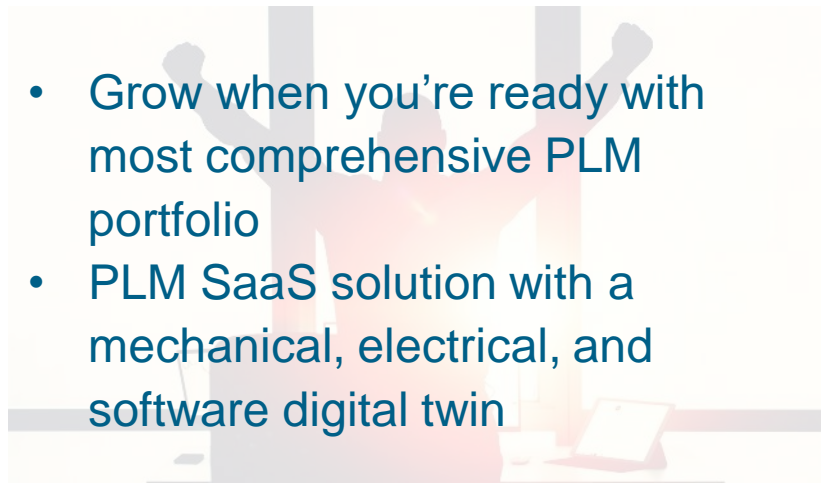 • Grow when you're ready with
most comprehensive PLM
portfolio
• PLM SaaS solution with a
mechanical, electrical, and
software digital twin